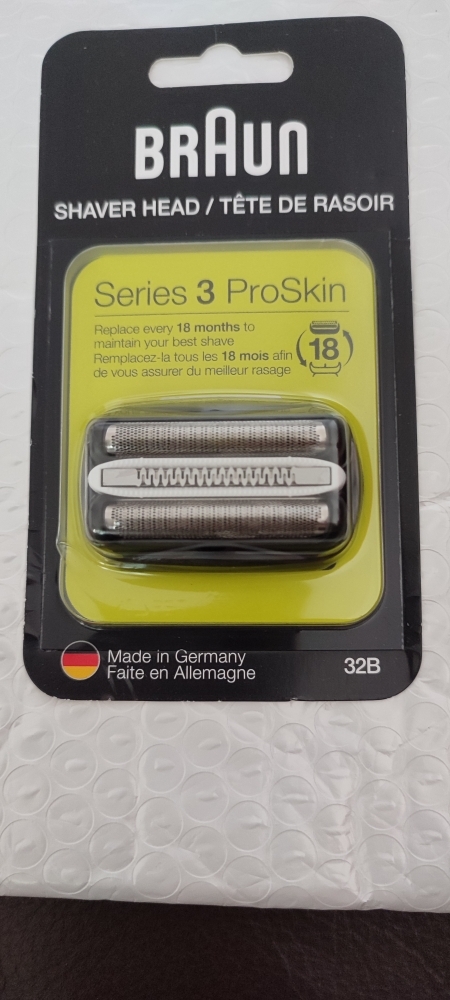 BRAUN
SHAVER HEAD / TÊTE DE RASOIR
Series 3 ProSkin
Replace every 18 months to
maintain your best shave
Remplacez-la tous les 18 mois afin
de vous assurer du meilleur rasage
18
Made in Germany
Faite en Allemagne
32B